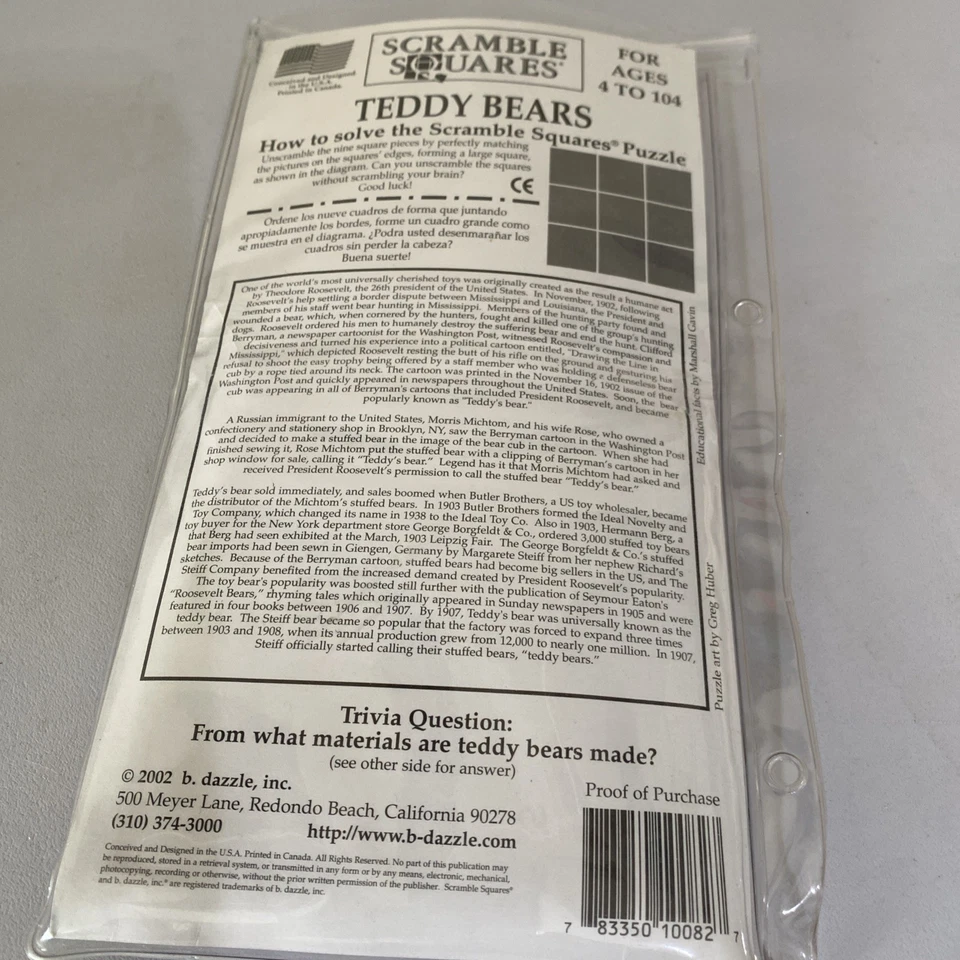 SCRAMBLE
SQUARES®
FOR
AGES
4 TO 104
Conceived and Designed
in the U.S.A.
Printed in Canada.
TEDDY BEARS
How to solve the Scramble Squares® Puzzle
Unscramble the nine square pieces by perfectly matching
the pictures on the squares' edges, forming a large square,
as shown in the diagram. Can you unscramble the squares
without scrambling your brain?
Good luck!
CE
Ordene los nueve cuadros de forma que juntando
apropiadamente los bordes, forme un cuadro grande como
se muestra en el diagrama. ¿Podra usted desenmarañar los
cuadros sin perder la cabeza?
Buena suerte!
One of the world's most universally cherished toys was originally created as the result a humane act
by Theodore Roosevelt, the 26th president of the United States. In November, 1902, following
Roosevelt's help settling a border dispute between Mississippi and Louisiana, the President and
members of his staff went bear hunting in Mississippi. Members of the hunting party found and
wounded a bear, which, when cornered by the hunters, fought and killed one of the group's hunting
dogs. Roosevelt ordered his men to humanely destroy the suffering bear and end the hunt. Clifford
Berryman, a newspaper cartoonist for the Washington Post, witnessed Roosevelt's compassion and
decisiveness and turned his experience into a political cartoon entitled, "Drawing the Line in
Mississippi," which depicted Roosevelt resting the butt of his rifle on the ground and gesturing his
refusal to shoot the easy trophy being offered by a staff member who was holding a defenseless bear
cub by a rope tied around its neck. The cartoon was printed in the November 16, 1902 issue of the
Washington Post and quickly appeared in newspapers throughout the United States. Soon, the bear
cub was appearing in all of Berryman's cartoons that included President Roosevelt, and became
popularly known as "Teddy's bear."
A Russian immigrant to the United States, Morris Michtom, and his wife Rose, who owned a
confectionery and stationery shop in Brooklyn, NY, saw the Berryman cartoon in the Washington Post
and decided to make a stuffed bear in the image of the bear cub in the cartoon. When she had
finished sewing it, Rose Michtom put the stuffed bear with a clipping of Berryman's cartoon in her
shop window for sale, calling it "Teddy's bear." Legend has it that Morris Michtom had asked and
received President Roosevelt's permission to call the stuffed bear "Teddy's bear."
Teddy's bear sold immediately, and sales boomed when Butler Brothers, a US toy wholesaler, became
the distributor of the Michtom's stuffed bears. In 1903 Butler Brothers formed the Ideal Novelty and
Toy Company, which changed its name in 1938 to the Ideal Toy Co. Also in 1903, Hermann Berg, a
toy buyer for the New York department store George Borgfeldt & Co., ordered 3,000 stuffed toy bears
that Berg had seen exhibited at the March, 1903 Leipzig Fair. The George Borgfeldt & Co.'s stuffed
bear imports had been sewn in Giengen, Germany by Margarete Steiff from her nephew Richard's
sketches. Because of the Berryman cartoon, stuffed bears had become big sellers in the US, and The
Steiff Company benefited from the increased demand created by President Roosevelt's popularity.
The toy bear's popularity was boosted still further with the publication of Seymour Eaton's
"Roosevelt Bears," rhyming tales which originally appeared in Sunday newspapers in 1905 and were
featured in four books between 1906 and 1907. By 1907, Teddy's bear was universally known as the
teddy bear. The Steiff bear became so popular that the factory was forced to expand three times
between 1903 and 1908, when its annual production grew from 12,000 to nearly one million. In 1907,
Steiff officially started calling their stuffed bears, "teddy bears."
Educational facts by Marshall Gavin
Puzzle art by Greg Huber
Trivia Question:
From what materials are teddy bears made?
(see other side for answer)
© 2002 b. dazzle, inc.
500 Meyer Lane, Redondo Beach, California 90278
(310) 374-3000 http://www.b-dazzle.com
Conceived and Designed in the U.S.A. Printed in Canada. All Rights Reserved. No part of this publication may
be reproduced, stored in a retrieval system, or transmitted in any form or by any means, electronic, mechanical,
photocopying, recording or otherwise, without the prior written permission of the publisher. Scramble Squares®
and b. dazzle, inc.® are registered trademarks of b. dazzle, inc.
Proof of Purchase
7 83350 10082 7